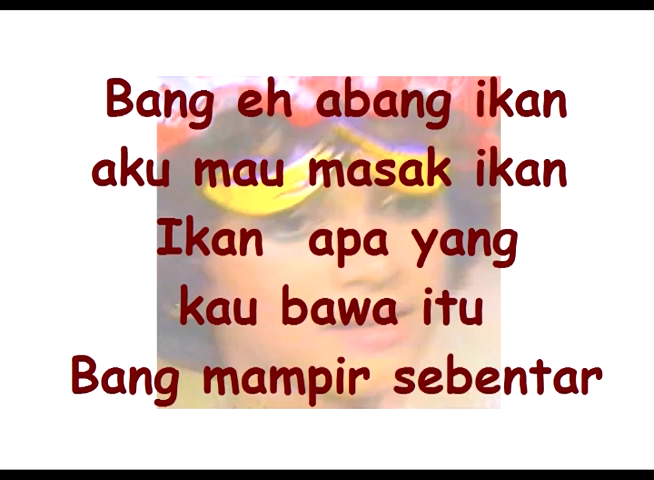 Bang eh abang ikan
aku mau masak ikan
Ikan apa yang
kau bawa itu
Bang mampir sebentar